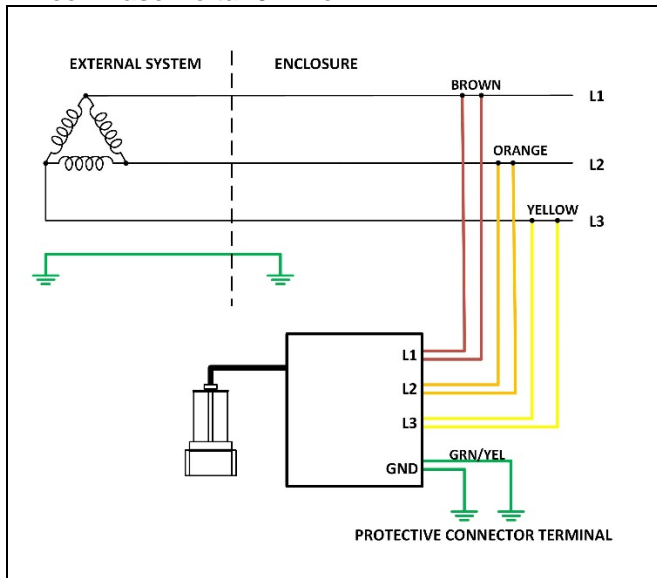 EXTERNAL SYSTEM
ENCLOSURE
BROWN
L1
ORANGE
L2
YELLOW
L3
L1
L2
L3
GRN/YEL
GND
PROTECTIVE CONNECTOR TERMINAL